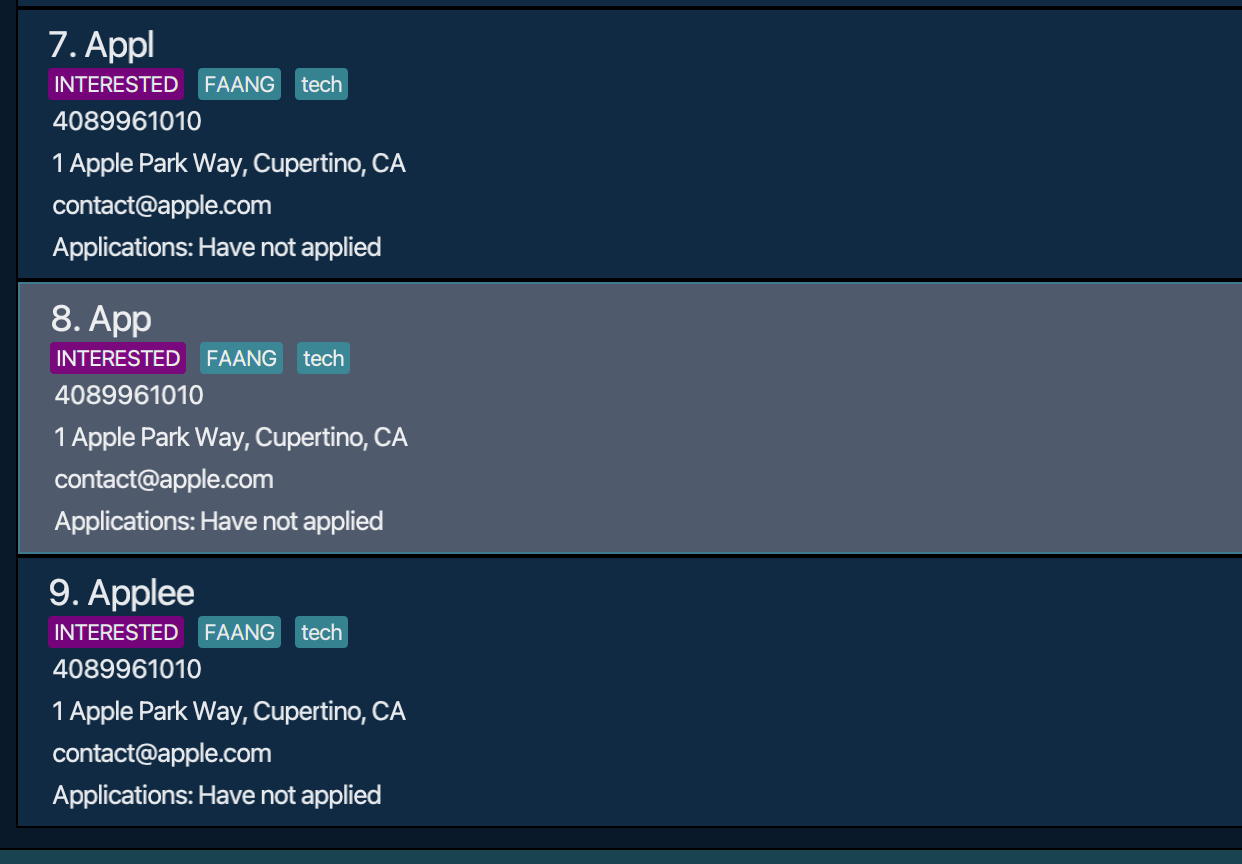 7. Appl
INTERESTED FAANG tech
4089961010
1 Apple Park Way, Cupertino, CA
contact@apple.com
Applications: Have not applied
8. App
INTERESTED FAANG tech
4089961010
1 Apple Park Way, Cupertino, CA
contact@apple.com
Applications: Have not applied
9. Applee
INTERESTED FAANG tech
4089961010
1 Apple Park Way, Cupertino, CA
contact@apple.com
Applications: Have not applied